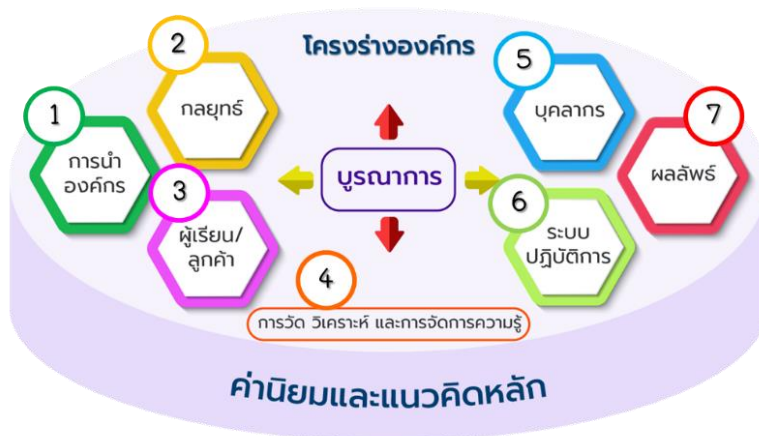 โครงร่างองค์กร
1
การนำ
องค์กร
2
กลยุทธ์
3
ผู้เรียน/
ลูกค้า
บูรณาการ
4
การวัด วิเคราะห์ และการจัดการความรู้
5
บุคลากร
6
ระบบ
ปฏิบัติการ
7
ผลลัพธ์
ค่านิยมและแนวคิดหลัก